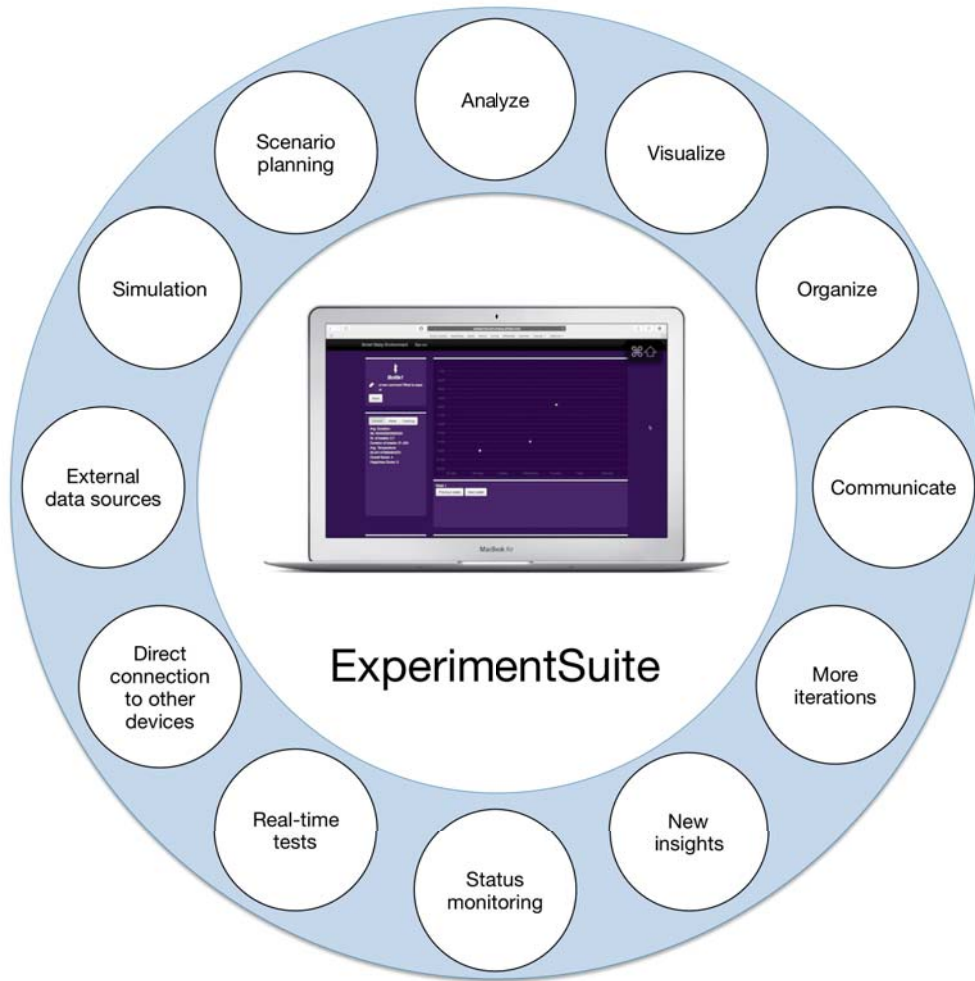 Analyze
Visualize
Organize
Communicate
More
iterations
New
insights
Status
monitoring
Real-time
tests
Direct
connection
to other
devices
External
data sources
Simulation
Scenario
planning
MacBook Air
ExperimentSuite